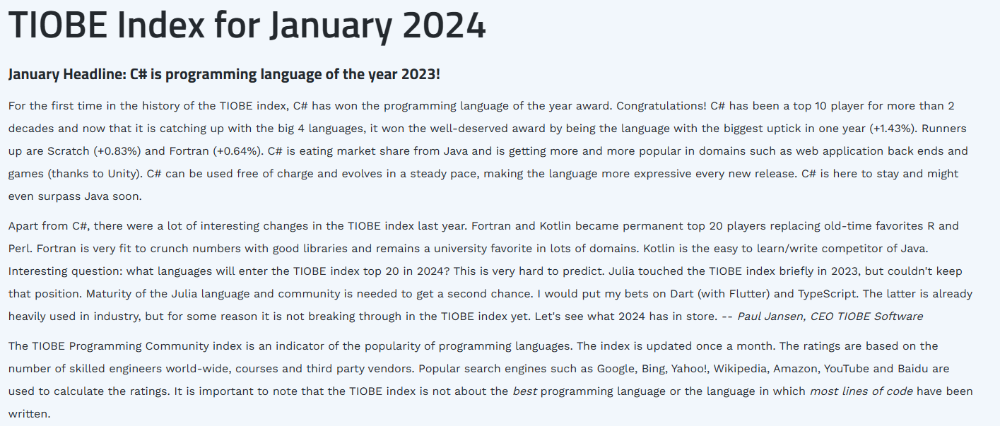 TIOBE Index for January 2024
January Headline: C# is programming language of the year 2023!
For the first time in the history of the TIOBE index, C# has won the programming language of the year award. Congratulations! C# has been a top 10 player for more than 2
decades and now that it is catching up with the big 4 languages, it won the well-deserved award by being the language with the biggest uptick in one year (+1.43%). Runners
up are Scratch (+0.83%) and Fortran (+0.64%). C# is eating market share from Java and is getting more and more popular in domains such as web application back ends and
games (thanks to Unity). C# can be used free of charge and evolves in a steady pace, making the language more expressive every new release. C# is here to stay and might
even surpass Java soon.
Apart from C#, there were a lot of interesting changes in the TIOBE index last year. Fortran and Kotlin became permanent top 20 players replacing old-time favorites R and
Perl. Fortran is very fit to crunch numbers with good libraries and remains a university favorite in lots of domains. Kotlin is the easy to learn/write competitor of Java.
Interesting question: what languages will enter the TIOBE index top 20 in 2024? This is very hard to predict. Julia touched the TIOBE index briefly in 2023, but couldn't keep
that position. Maturity of the Julia language and community is needed to get a second chance. I would put my bets on Dart (with Flutter) and TypeScript. The latter is already
heavily used in industry, but for some reason it is not breaking through in the TIOBE index yet. Let's see what 2024 has in store. -- Paul Jansen, CEO TIOBE Software
The TIOBE Programming Community index is an indicator of the popularity of programming languages. The index is updated once a month. The ratings are based on the
number of skilled engineers world-wide, courses and third party vendors. Popular search engines such as Google, Bing, Yahoo!, Wikipedia, Amazon, YouTube and Baidu are
used to calculate the ratings. It is important to note that the TIOBE index is not about the best programming language or the language in which most lines of code have been
written.